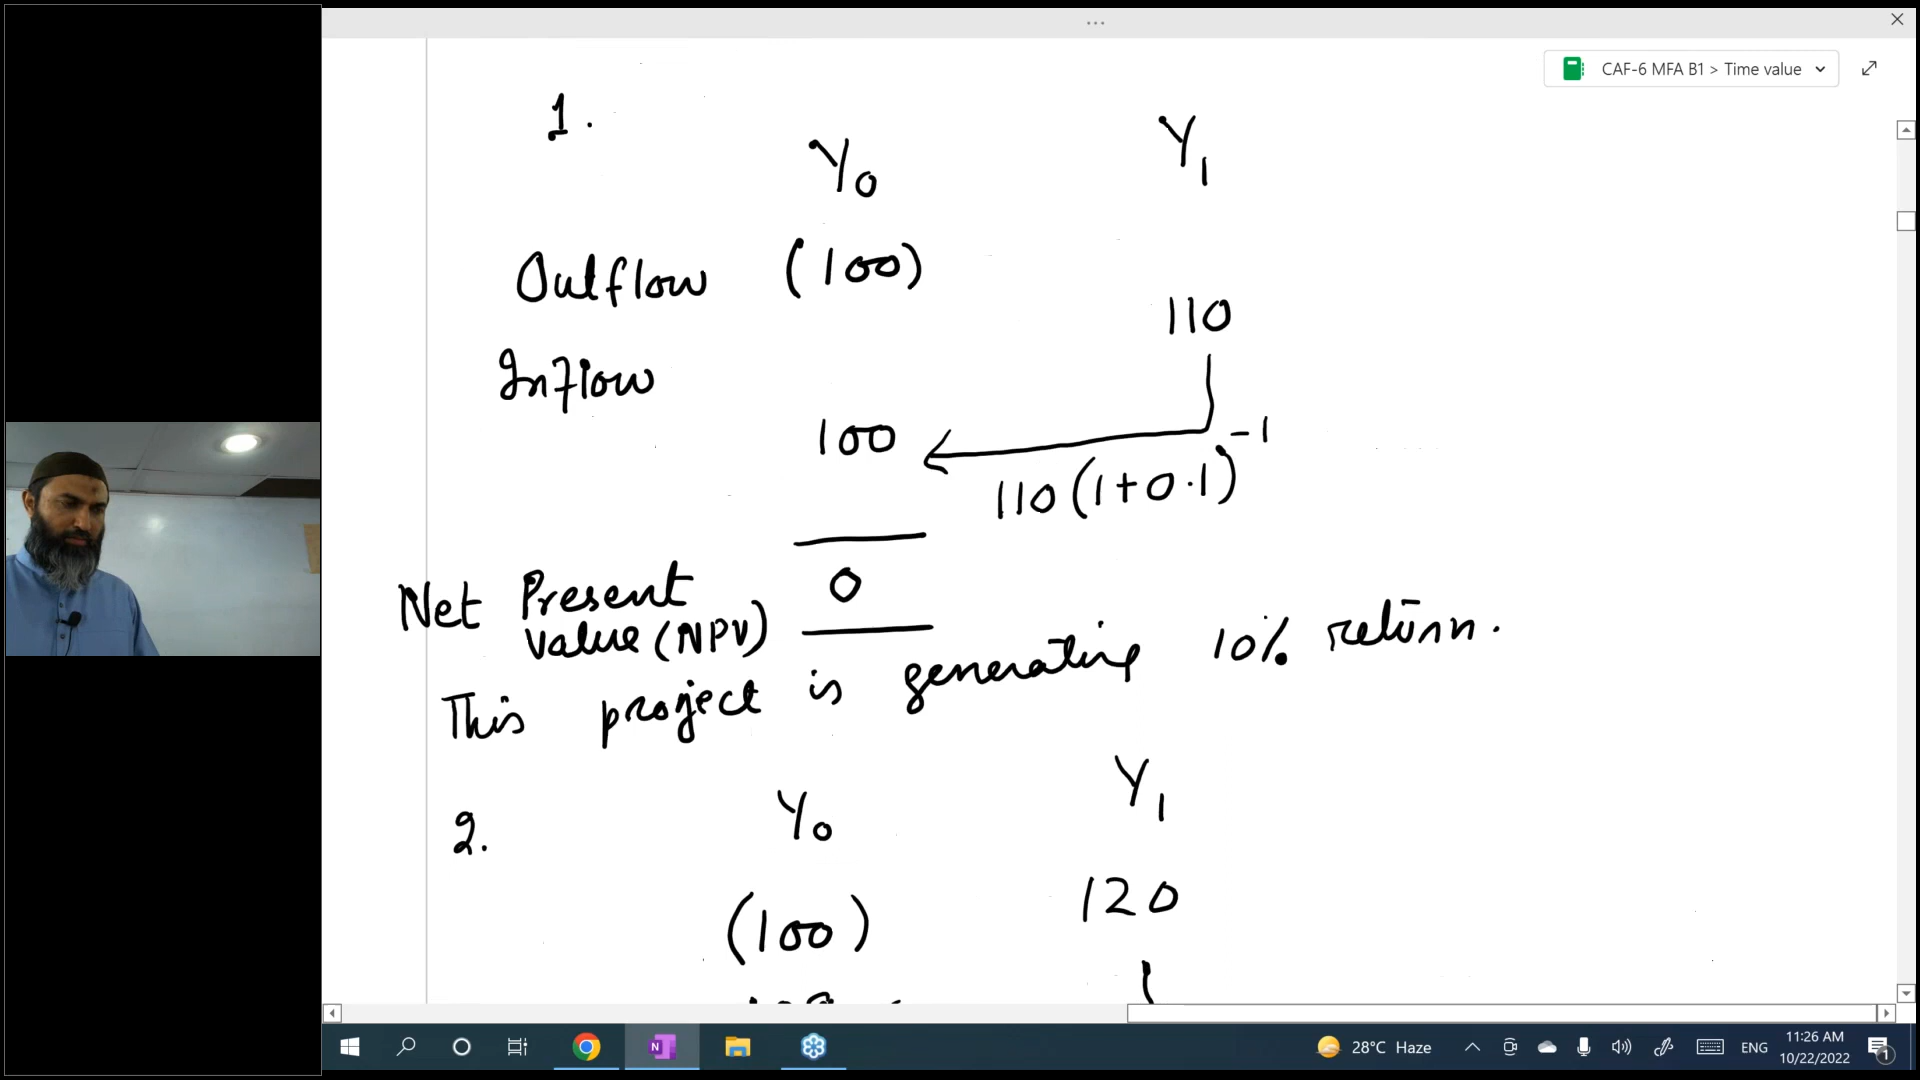 CAF-6 MFA B1 > Time value
1.
Y0 Y1
Outflow (100)
110
Inflow
100 110(1+0.1)-1
Net Present 0
Value (NPV)
This project is generating 10% return.
2.
Y0 Y1
(100) 120
28°C Haze
ENG
11:26 AM
10/22/2022
1